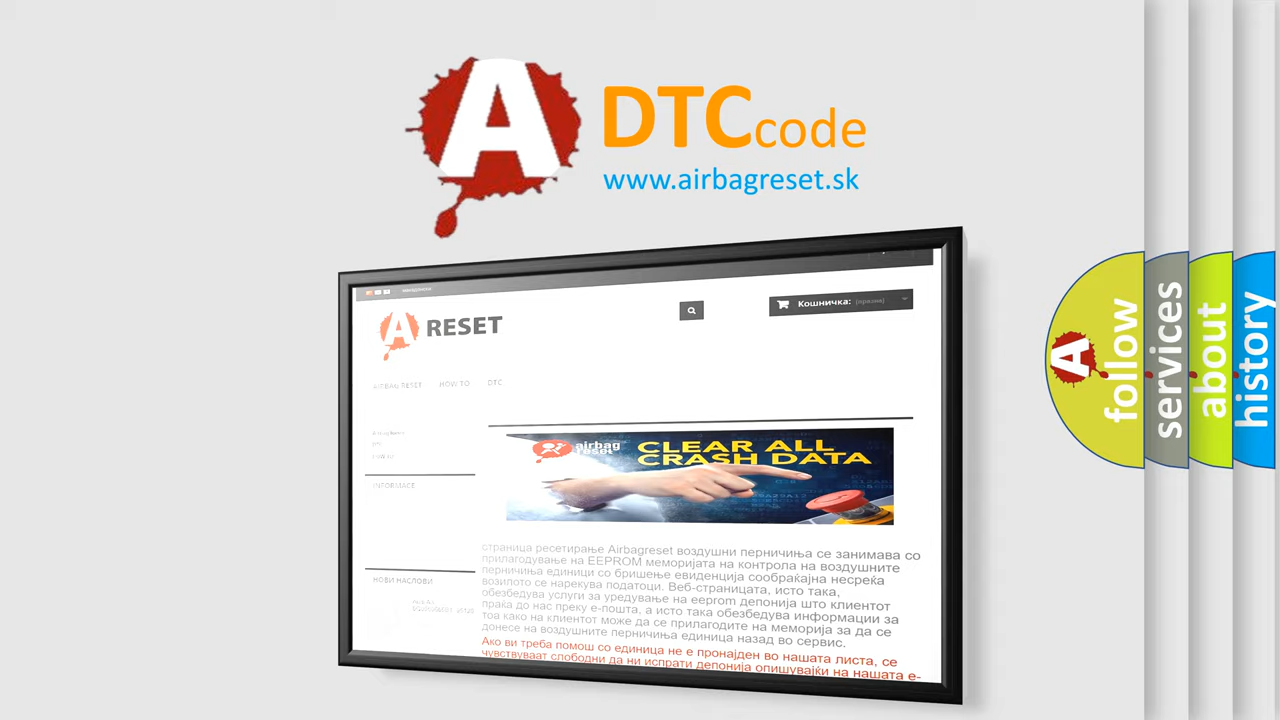 A DTCcode
www.airbagreset.sk
Кошничка: (празна)
A RESET
AIRBAG RESET HOW TO DTC
airbag
reset
CLEAR ALL
CRASH DATA
INFORMACE
НОВИ НАСЛОВИ
страница ресетирање Airbagreset воздушни перничиња се занимава со
прилагодување на EEPROM меморијата на контрола на воздушните
перничиња единици со бришење евиденција сообраќајна несреќа
возилото се нарекува податоци. Веб-страницата, исто така,
обезбедува услуги за уредување на eeprom депонија што клиентот
праќа до нас преку е-пошта, а исто така обезбедува информации за
тоа како на клиентот може да се прилагодите на меморија за да се
донесе на воздушните перничиња единица назад во сервис.
Ако ви треба помош со единица не е пронајден во нашата листа, се
чувствуваат слободни да ни испрати депонија опишувајќи на нашата е-
A
follow
services
about
history